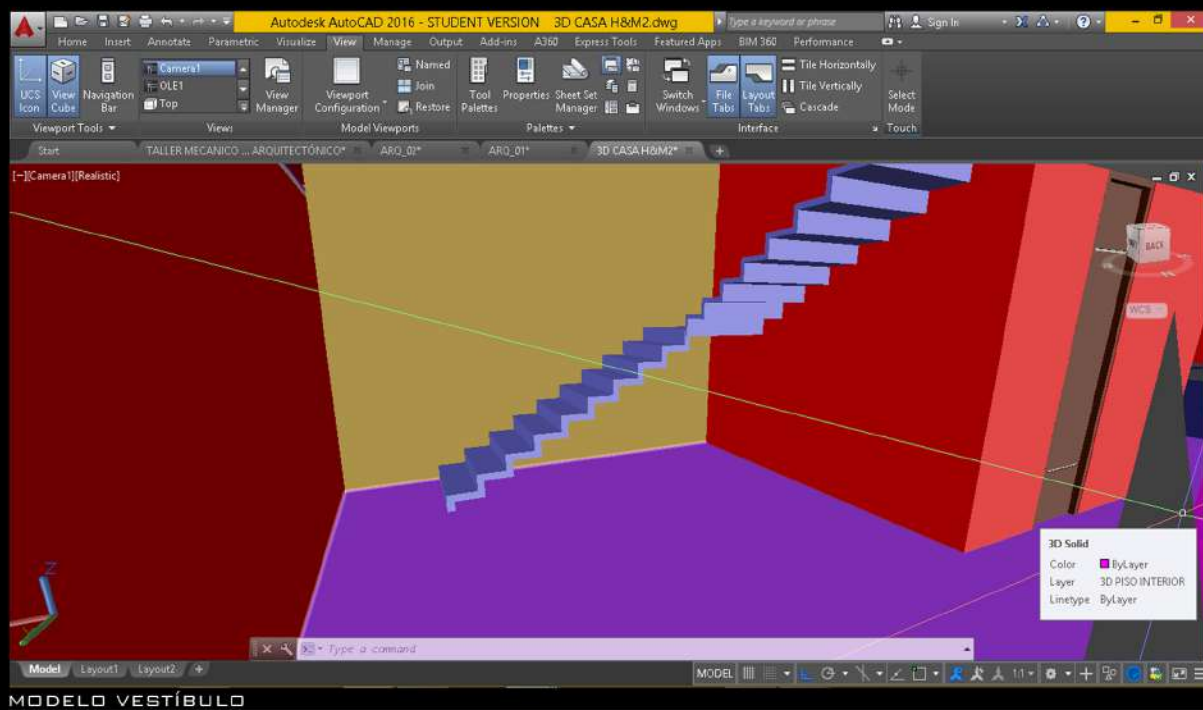 Autodesk AutoCAD 2016 - STUDENT VERSION 3D CASA H&M2.dwg
Type a keyword or phrase
Sign In
Home Insert Annotate Parametric Visualize View Manage Output Add-ins A360 Express Tools Featured Apps BIM 360 Performance
UCS Icon
View Cube
Navigation Bar
Viewport Tools
Camera1
OLE1
Top
View Manager
Views
Viewport Configuration
Named
Join
Restore
Model Viewports
Tool Palettes
Properties
Sheet Set Manager
Palettes
Switch Windows
File Tabs
Layout Tabs
Tile Horizontally
Tile Vertically
Cascade
Interface
Select Mode
Touch
Start TALLER MECANICO ... ARQUITECTÓNICO* ARQ_02* ARQ_01* 3D CASA H&M2*
[−][Camera1][Realistic]
BACK
WCS
Z
3D Solid
Color ByLayer
Layer 3D PISO INTERIOR
Linetype ByLayer
Type a command
Model Layout1 Layout2 +
MODEL 1:1
MODELO VESTÍBULO